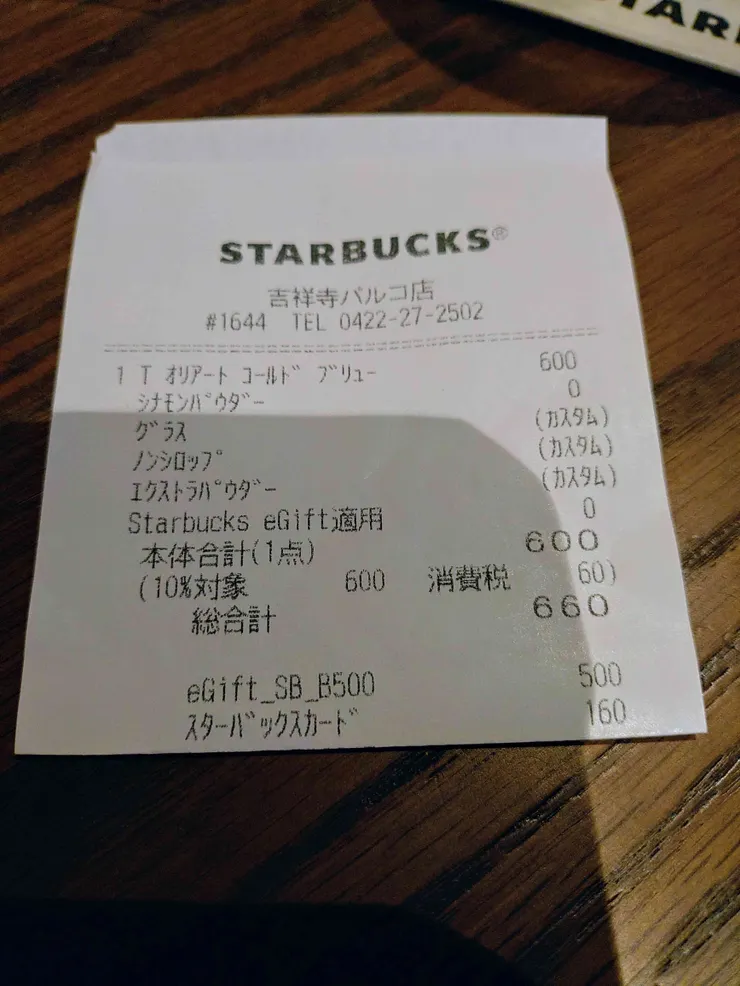 STARBUCKS®
吉祥寺パルコ店
#1644 TEL 0422-27-2502
1 T オリアート コールド ブリュー 600
シナモンパウダー 0
グラス (カスタム)
ノンシロップ (カスタム)
エクストラパウダー (カスタム)
Starbucks eGift適用 0
本体合計(1点) 600
(10%対象 600 消費税 60)
総合計 660
eGift_SB_B500 500
スターバックスカード 160